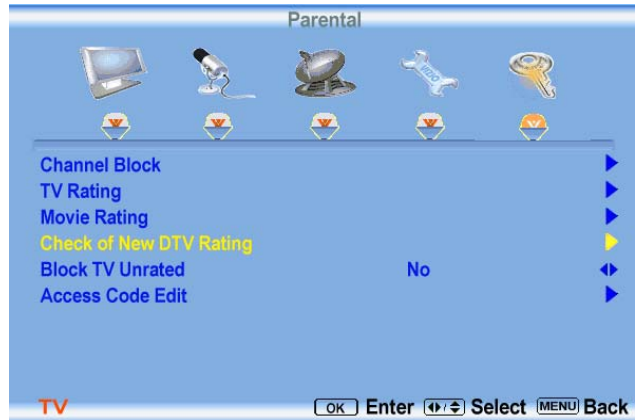 Parental
VIZIO
Channel Block
TV Rating
Movie Rating
Check of New DTV Rating
Block TV Unrated No
Access Code Edit
TV OK Enter Select MENU Back